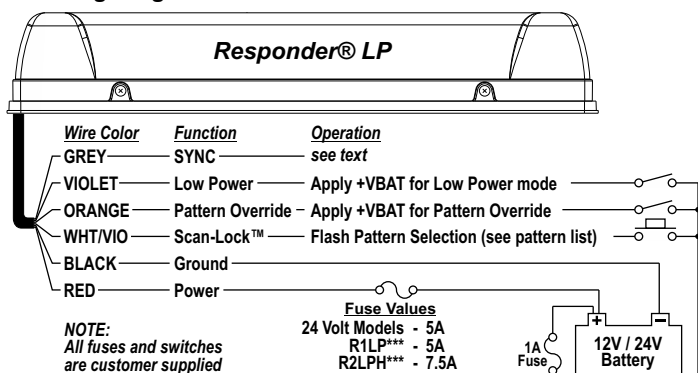 Responder® LP
Wire Color Function Operation
GREY SYNC see text
VIOLET Low Power Apply +VBAT for Low Power mode
ORANGE Pattern Override Apply +VBAT for Pattern Override
WHT/VIO Scan-Lock™ Flash Pattern Selection (see pattern list)
BLACK Ground
RED Power
Fuse Values
24 Volt Models - 5A
R1LP*** - 5A
R2LPH*** - 7.5A
NOTE:
All fuses and switches
are customer supplied
1A
Fuse
+ –
12V / 24V
Battery